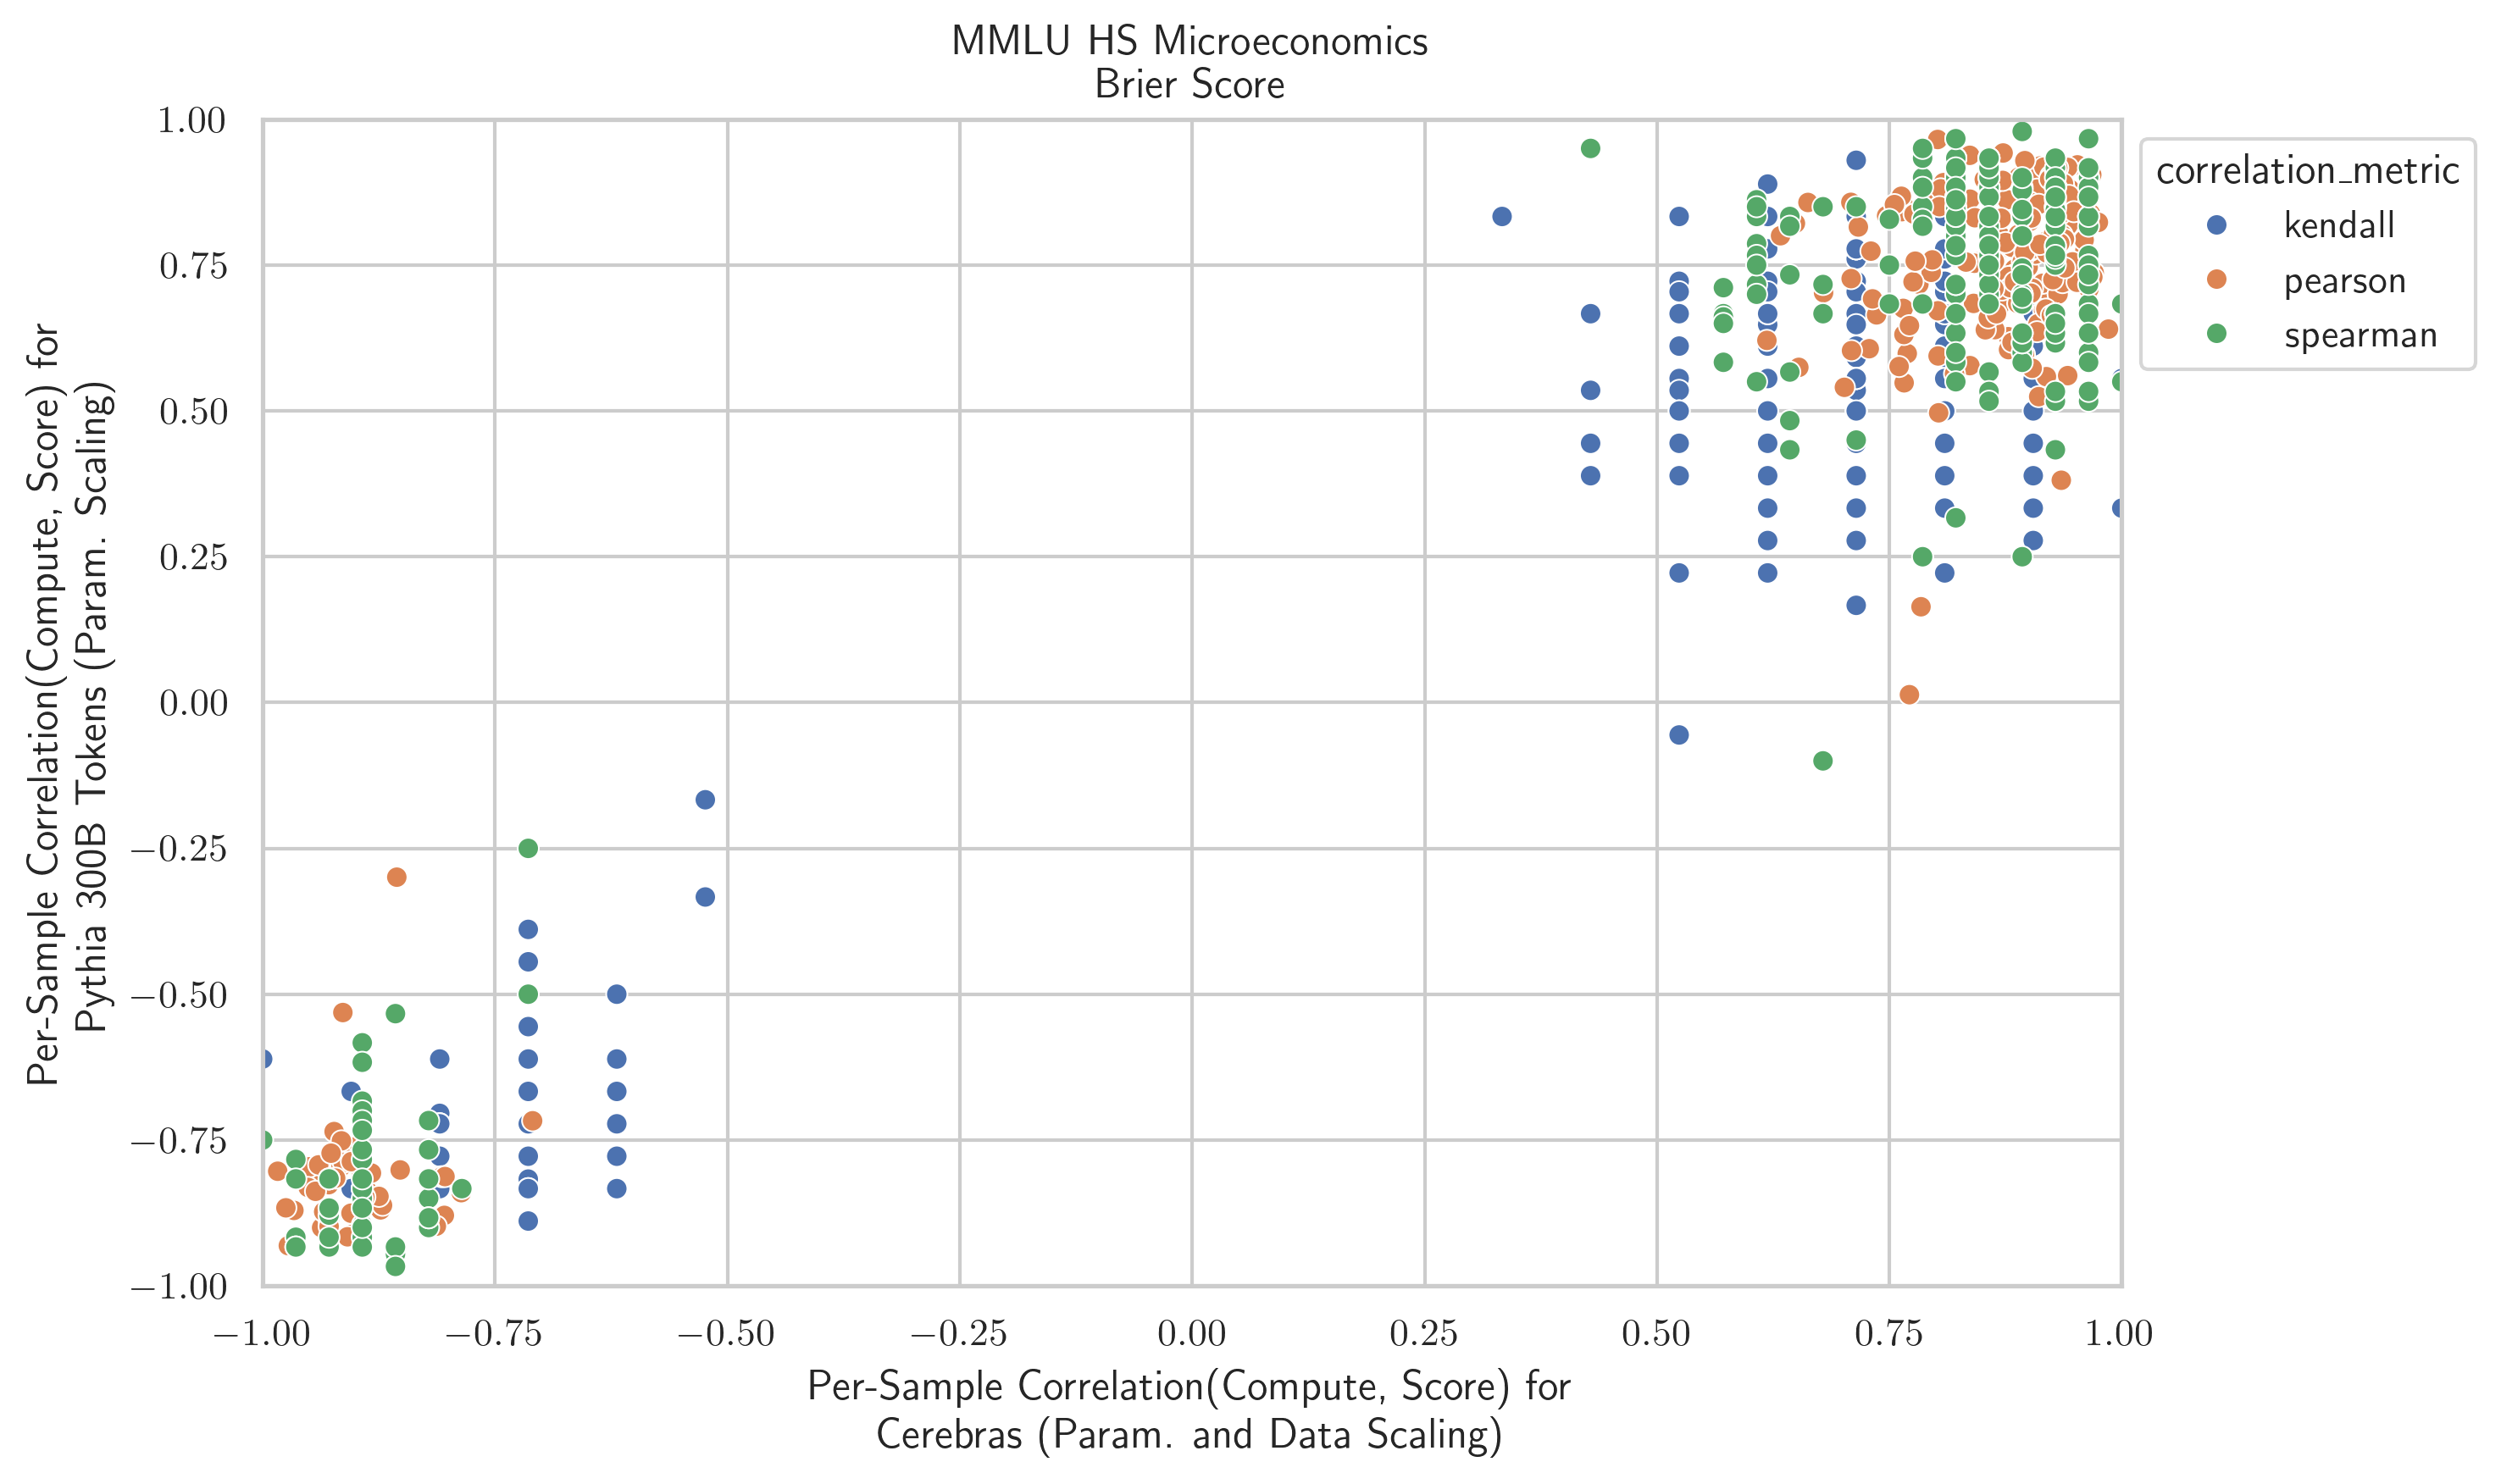 MMLU HS Microeconomics
Brier Score
Per-Sample Correlation(Compute, Score) for
Pythia 300B Tokens (Param. Scaling)
1.00
0.75
0.50
0.25
0.00
−0.25
−0.50
−0.75
−1.00
−1.00 −0.75 −0.50 −0.25 0.00 0.25 0.50 0.75 1.00
Per-Sample Correlation(Compute, Score) for
Cerebras (Param. and Data Scaling)
correlation_metric
kendall
pearson
spearman